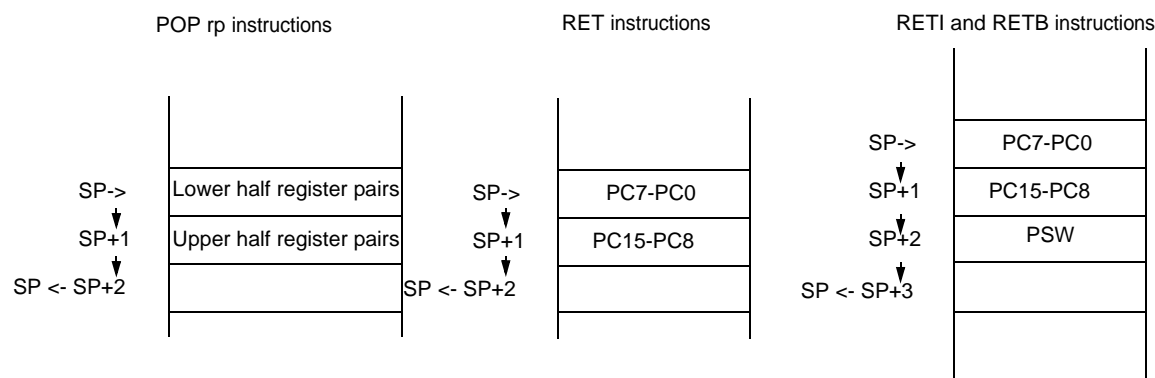 POP rp instructions
RET instructions
RETI and RETB instructions
SP->
Lower half register pairs
SP+1
Upper half register pairs
SP <- SP+2
SP->
PC7-PC0
SP+1
PC15-PC8
SP <- SP+2
SP->
PC7-PC0
SP+1
PC15-PC8
SP+2
PSW
SP <- SP+3